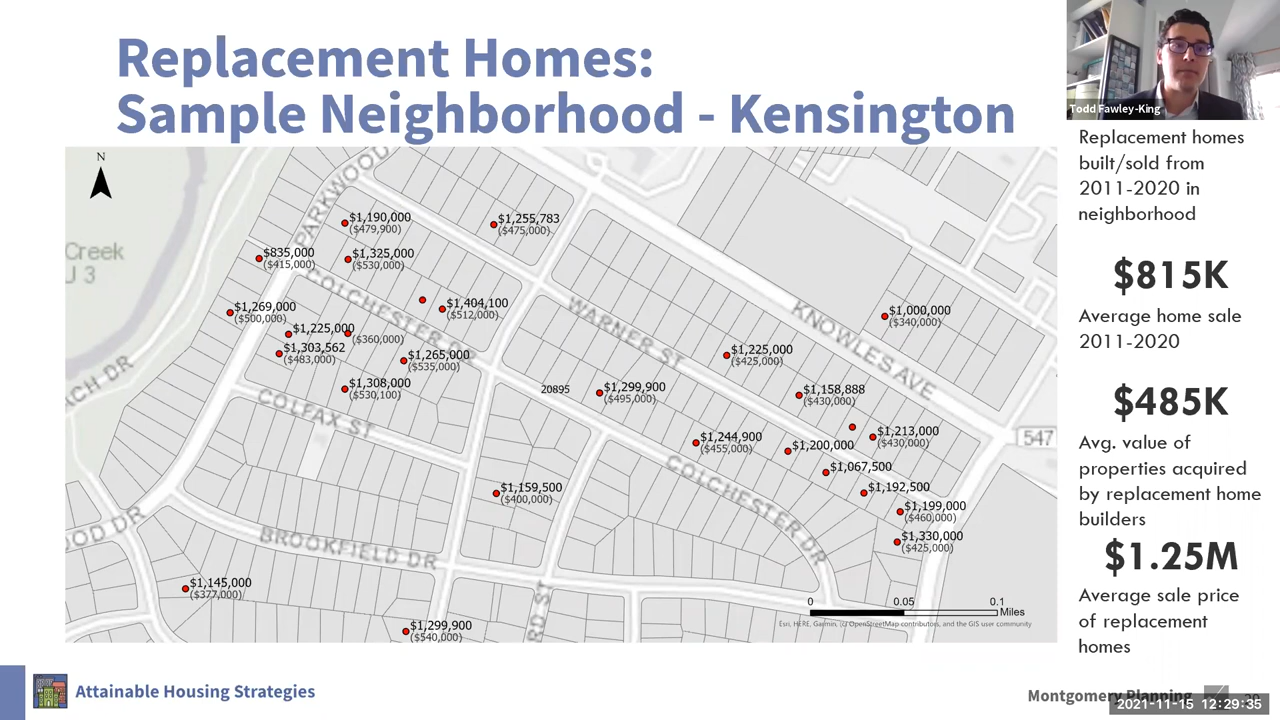 Replacement Homes:
Sample Neighborhood - Kensington
Todd Fawley-King
Replacement homes
built/sold from
2011-2020 in
neighborhood
$815K
Average home sale
2011-2020
$485K
Avg. value of
properties acquired
by replacement home
builders
$1.25M
Average sale price
of replacement
homes
N
Creek
J 3
PARKWOOD
$1,190,000
($479,900)
$1,255,783
($475,000)
$835,000
($415,000)
$1,325,000
($530,000)
COLCHESTER DR
$1,404,100
($512,000)
$1,269,000
($500,000)
$1,225,000
($360,000)
$1,303,562
($483,000)
$1,265,000
($535,000)
$1,308,000
($530,100)
WARNER ST
KNOWLES AVE
$1,000,000
($340,000)
$1,225,000
($425,000)
ACH DR
COLFAX ST
20895
$1,299,900
($495,000)
$1,158,888
($430,000)
$1,244,900
($455,000)
$1,200,000
$1,213,000
($430,000)
547
$1,067,500
COLCHESTER DR
$1,192,500
$1,159,500
($400,000)
$1,199,000
($460,000)
$1,330,000
($425,000)
OOD DR
BROOKFIELD DR
$1,145,000
($377,000)
RD ST
$1,299,900
($540,000)
0 0.05 0.1
Miles
Esri, HERE, Garmin, (c) OpenStreetMap contributors, and the GIS user community
Attainable Housing Strategies
Montgomery Planning
2021-11-15 12:29:35